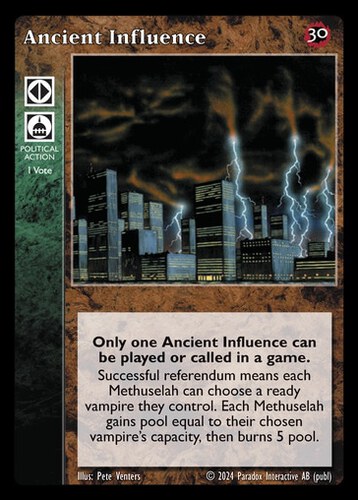 Ancient Influence
30
POLITICAL
ACTION
1 Vote
Only one Ancient Influence can
be played or called in a game.
Successful referendum means each
Methuselah can choose a ready
vampire they control. Each Methuselah
gains pool equal to their chosen
vampire's capacity, then burns 5 pool.
Illus: Pete Venters
© 2024 Paradox Interactive AB (publ)